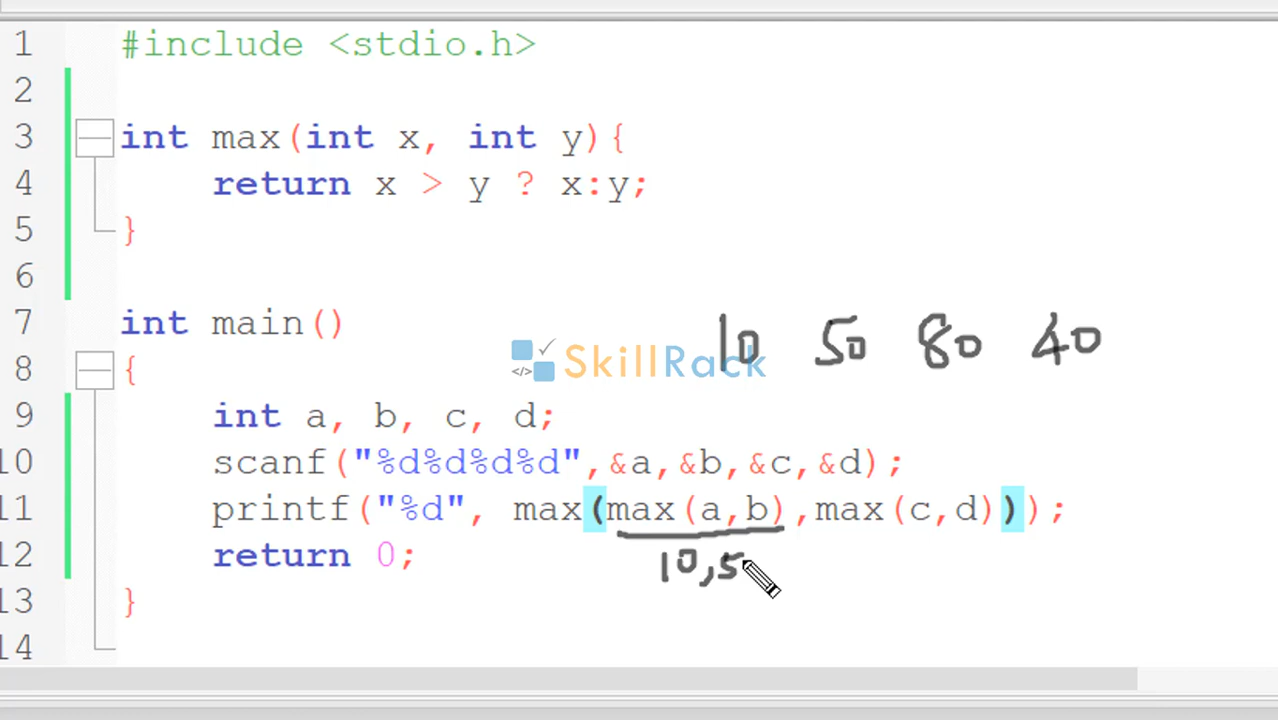 1 #include <stdio.h>
2
3 int max(int x, int y){
4 return x > y ? x:y;
5 }
6
7 int main() 10 50 80 40
8 {
</> SkillRack
9 int a, b, c, d;
10 scanf("%d%d%d%d",&a,&b,&c,&d);
11 printf("%d", max(max(a,b),max(c,d)));
10,5
12 return 0;
13 }
14